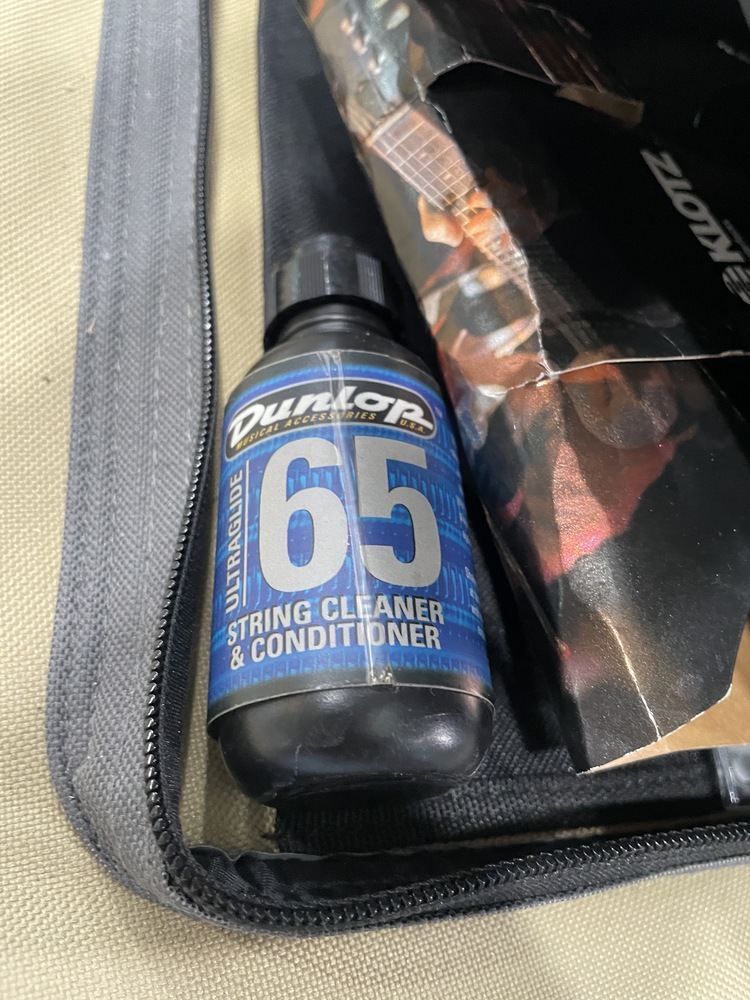 DUNLOP
MUSICAL ACCESSORIES U.S.A.
ULTRAGLIDE
65
STRING CLEANER
& CONDITIONER
KLOTZ